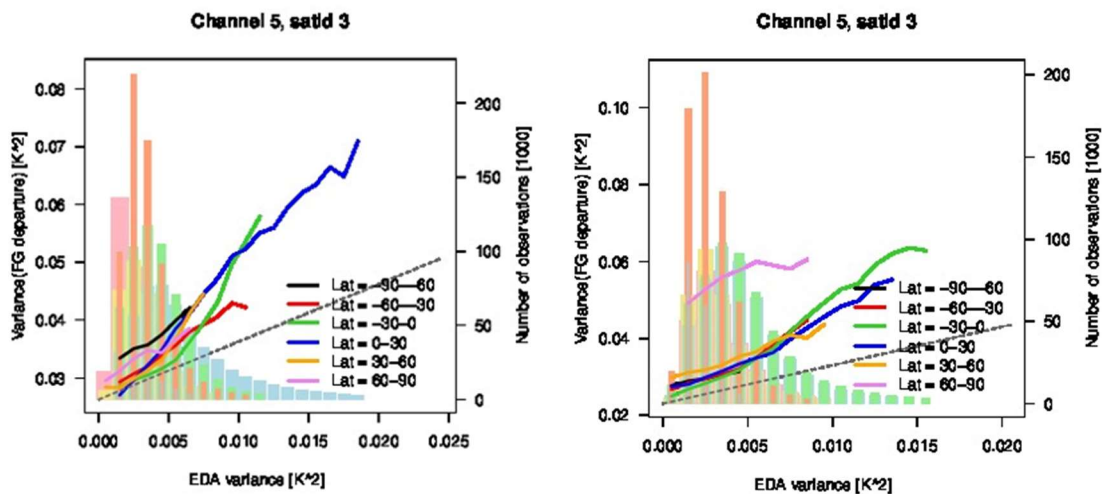 Channel 5, satid 3
Variance(FG departure) [K^2]
0.08
0.07
0.06
0.05
0.04
0.03
200
150
100
50
0
Number of observations [1000]
Lat = -90—60
Lat = -60—30
Lat = -30-0
Lat = 0-30
Lat = 30-60
Lat = 60-90
0.000 0.005 0.010 0.015 0.020 0.025
EDA variance [K^2]
Channel 5, satid 3
Variance(FG departure) [K^2]
0.10
0.08
0.06
0.04
0.02
200
150
100
50
0
Number of observations [1000]
Lat = -90—60
Lat = -60—30
Lat = -30-0
Lat = 0-30
Lat = 30-60
Lat = 60-90
0.000 0.005 0.010 0.015 0.020
EDA variance [K^2]